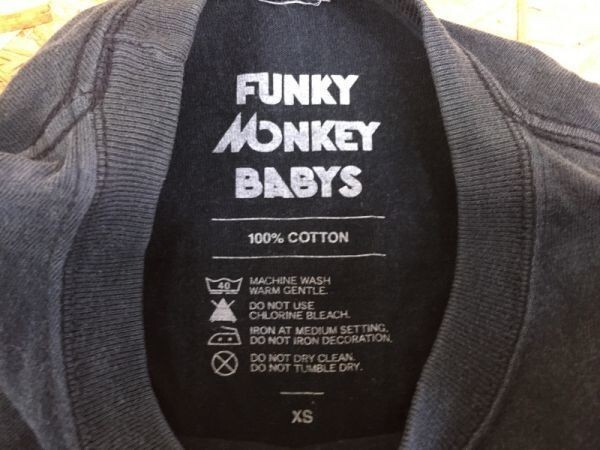 FUNKY
MONKEY
BABYS
100% COTTON
40
MACHINE WASH
WARM GENTLE.
DO NOT USE
CHLORINE BLEACH.
IRON AT MEDIUM SETTING.
DO NOT IRON DECORATION.
DO NOT DRY CLEAN.
DO NOT TUMBLE DRY.
XS